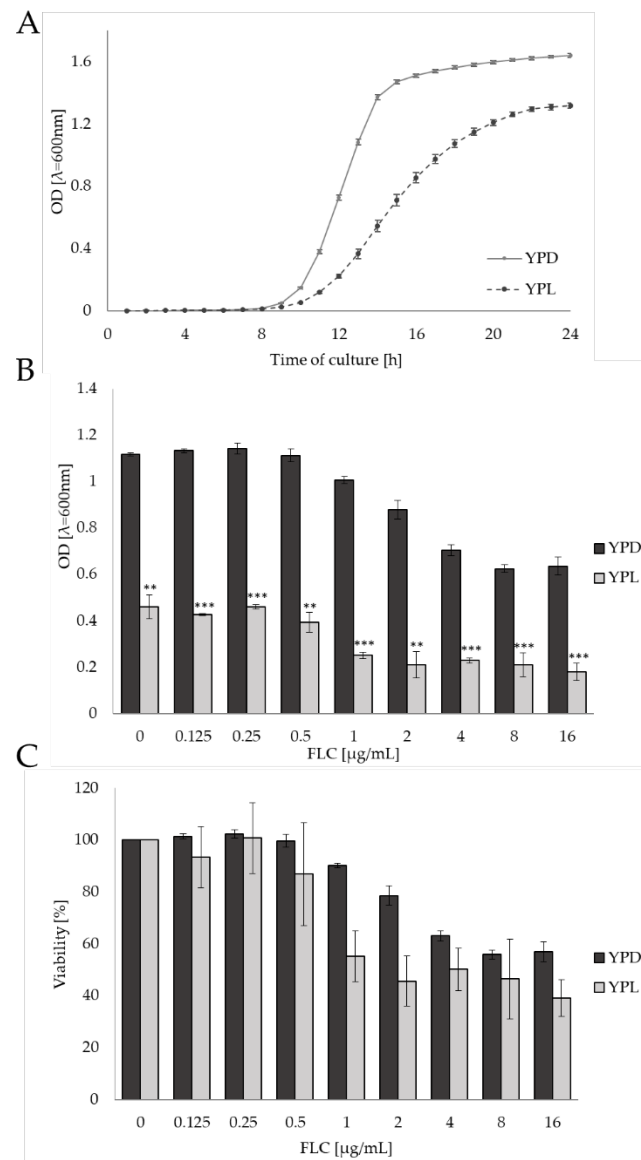 A
1.6
1.2
0.8
0.4
0
OD [λ=600nm]
YPD
YPL
0 4 8 12 16 20 24
Time of culture [h]
B
1.4
1.2
1
0.8
0.6
0.4
0.2
0
OD [λ=600nm]
** *** *** ** *** ** *** *** ***
YPD
YPL
0 0.125 0.25 0.5 1 2 4 8 16
FLC [µg/mL]
C
120
100
80
60
40
20
0
Viability [%]
YPD
YPL
0 0.125 0.25 0.5 1 2 4 8 16
FLC [µg/mL]